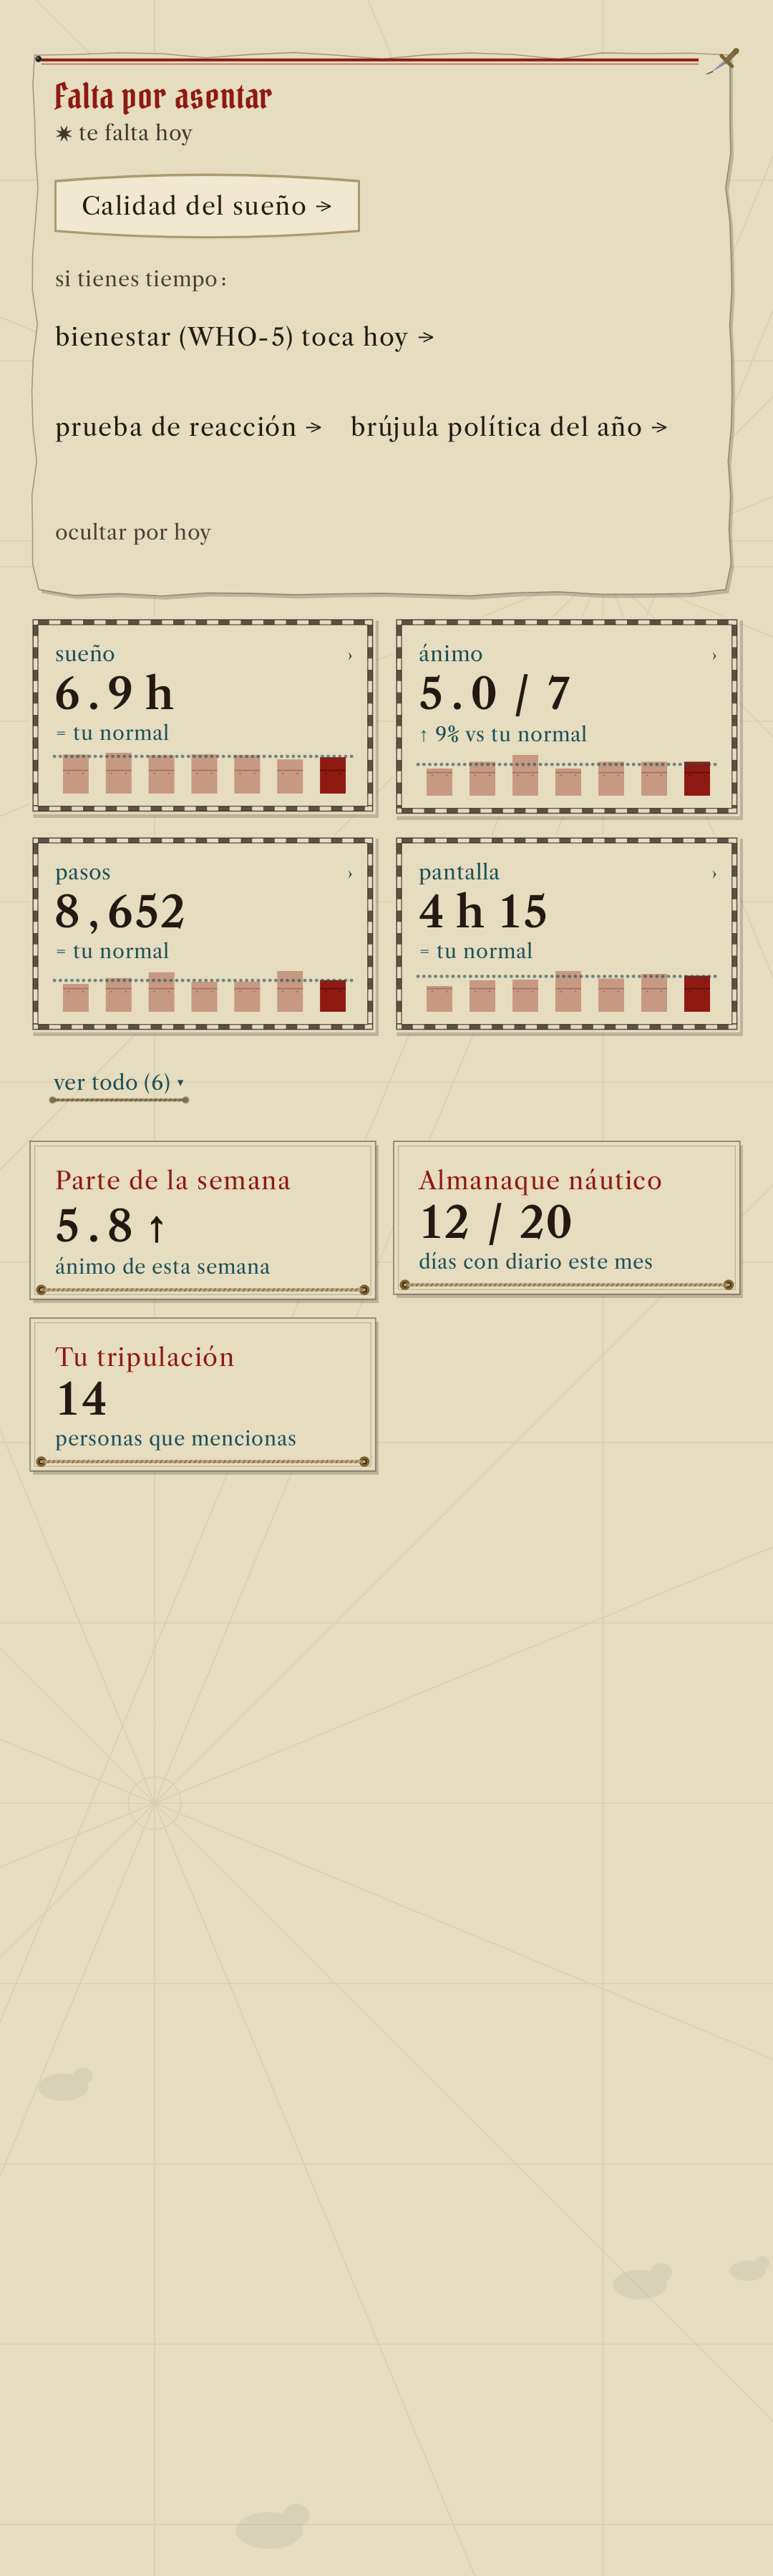 Falta por asentar
✷ te falta hoy
Calidad del sueño →
si tienes tiempo:
bienestar (WHO-5) toca hoy →
prueba de reacción → brújula política del año →
ocultar por hoy
sueño ›
6.9 h
= tu normal
ánimo ›
5.0 / 7
↑ 9% vs tu normal
pasos ›
8,652
= tu normal
pantalla ›
4 h 15
= tu normal
ver todo (6) ▾
Parte de la semana
5.8 ↑
ánimo de esta semana
Almanaque náutico
12 / 20
días con diario este mes
Tu tripulación
14
personas que mencionas